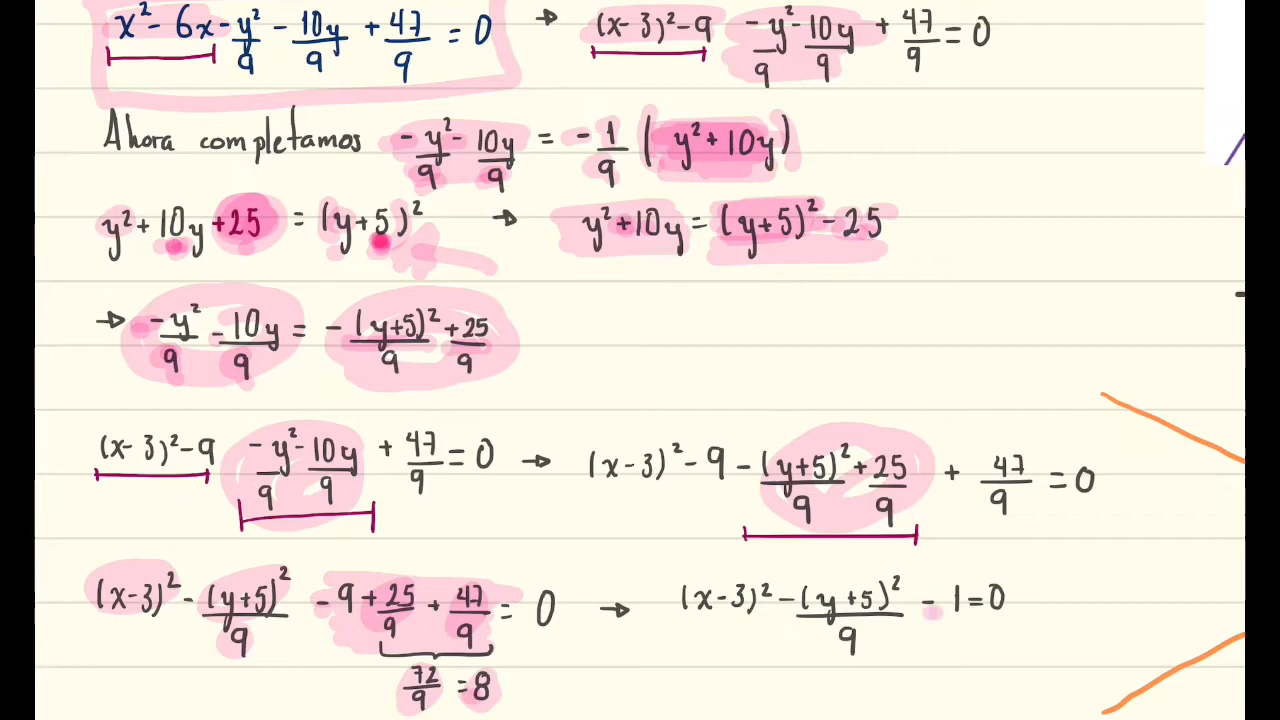 x² - 6x - y²/9 - 10y/9 + 47/9 = 0 → (x-3)² - 9 - y²/9 - 10y/9 + 47/9 = 0
Ahora completamos - y²/9 - 10y/9 = - 1/9 (y² + 10y)
y² + 10y + 25 = (y+5)² → y² + 10y = (y+5)² - 25
→ - y²/9 - 10y/9 = - (y+5)²/9 + 25/9
(x-3)² - 9 - y²/9 - 10y/9 + 47/9 = 0 → (x-3)² - 9 - (y+5)²/9 + 25/9 + 47/9 = 0
(x-3)² - (y+5)²/9 - 9 + 25/9 + 47/9 = 0 → (x-3)² - (y+5)²/9 - 1 = 0
72/9 = 8